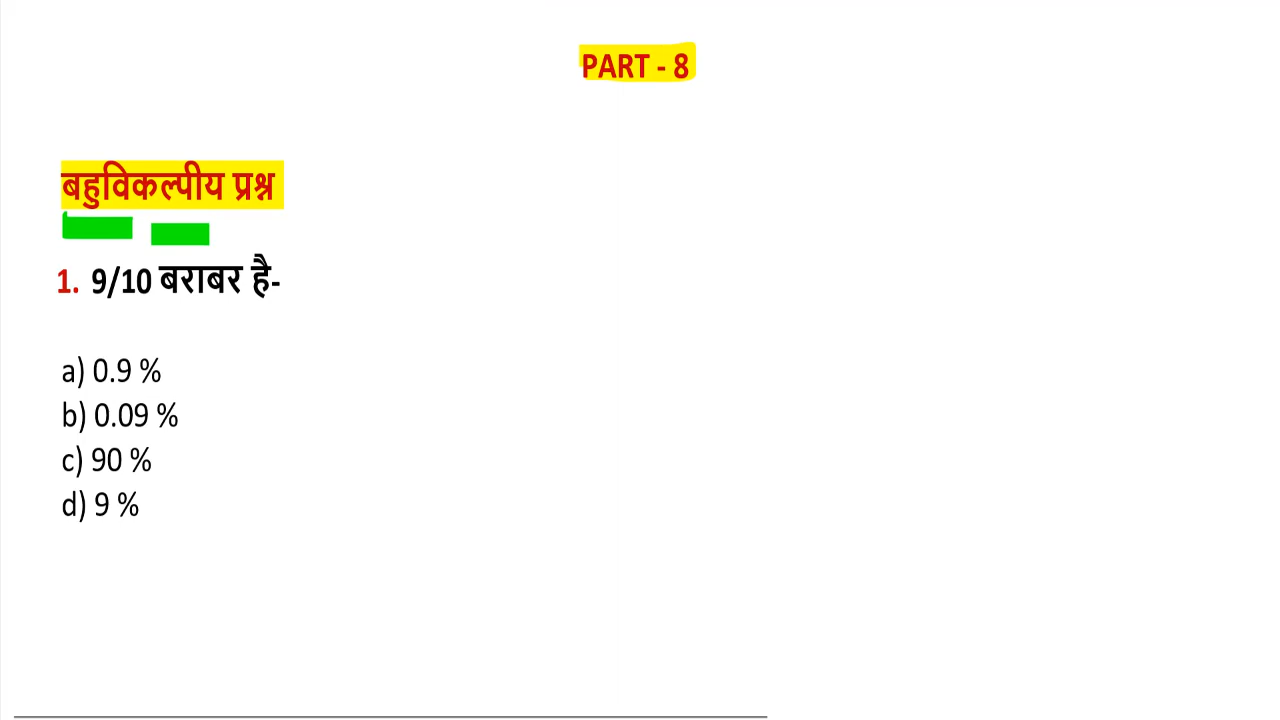 PART - 8
बहुविकल्पीय प्रश्न
1. 9/10 बराबर है-
a) 0.9 %
b) 0.09 %
c) 90 %
d) 9 %